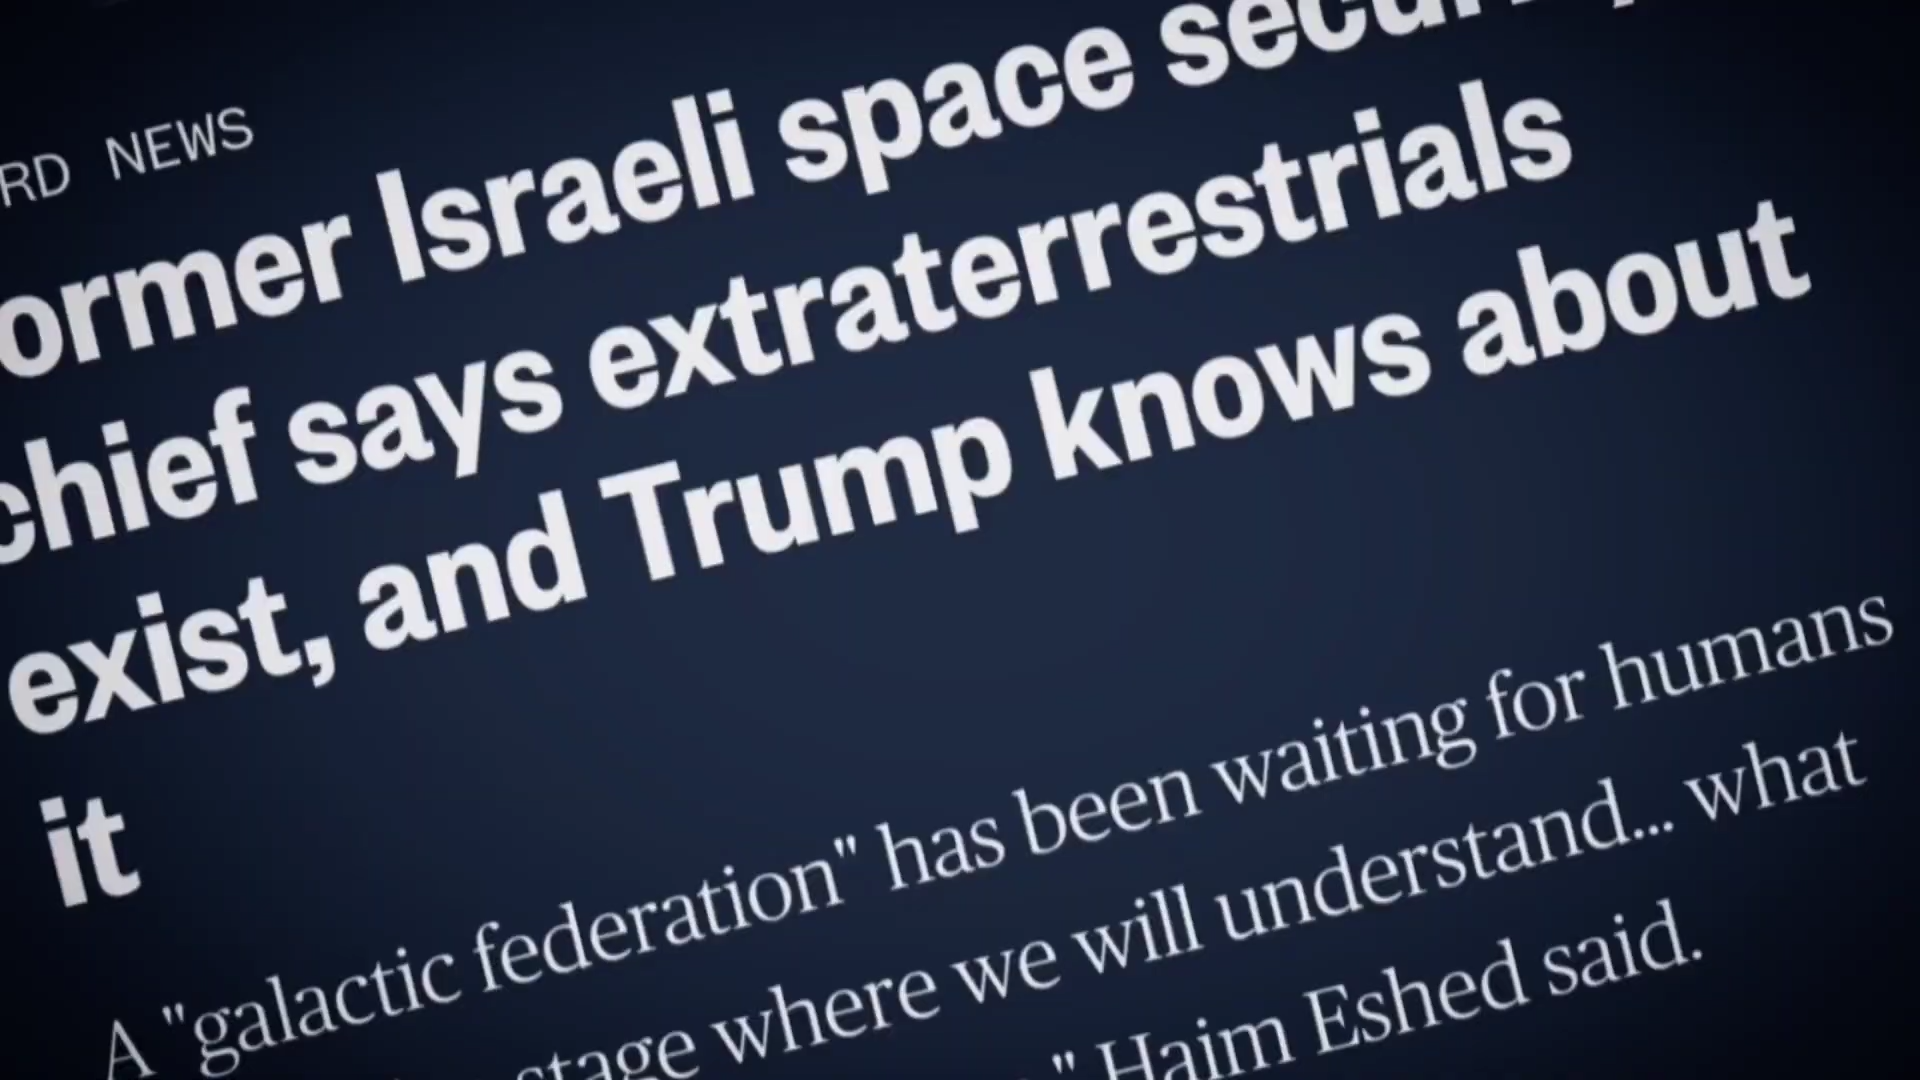 RD NEWS
ormer Israeli space
chief says extraterrestrials
exist, and Trump knows about
it
A "galactic federation" has been waiting for humans
stage where we will understand... what
" Haim Eshed said.